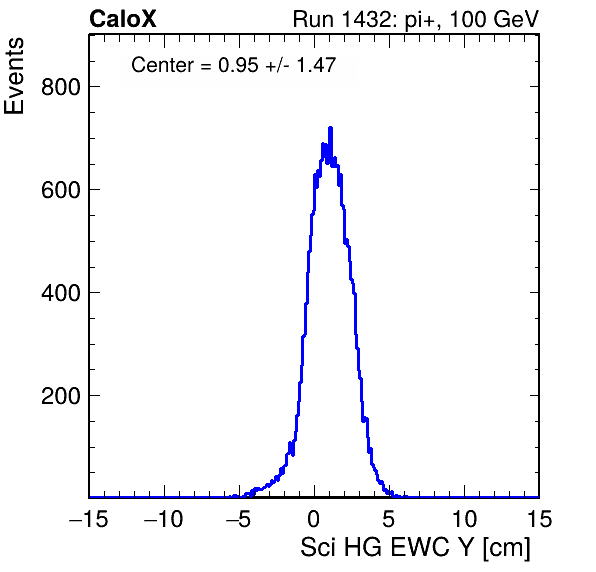 CaloX Run 1432: pi+, 100 GeV
Center = 0.95 +/- 1.47
Events
800
600
400
200
−15 −10 −5 0 5 10 15
Sci HG EWC Y [cm]